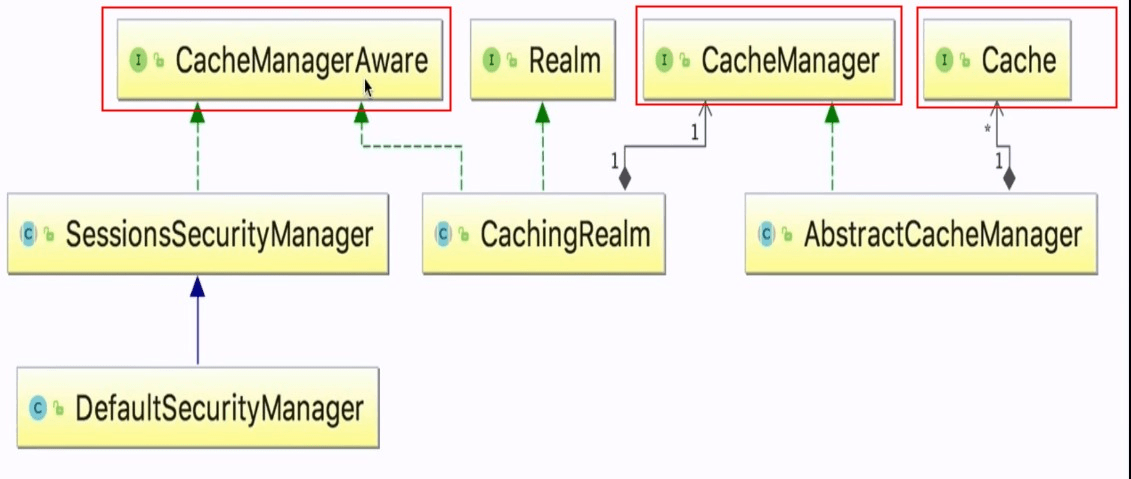 CacheManagerAware
Realm
CacheManager
Cache
1
1
*
1
SessionsSecurityManager
CachingRealm
AbstractCacheManager
DefaultSecurityManager